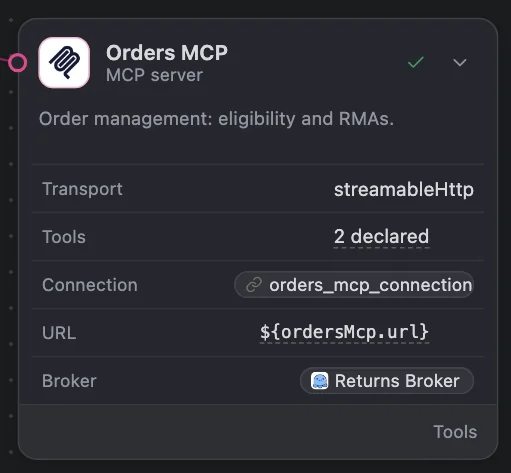 Orders MCP
MCP server
Order management: eligibility and RMAs.
Transport streamableHttp
Tools 2 declared
Connection orders_mcp_connection
URL ${ordersMcp.url}
Broker Returns Broker
Tools